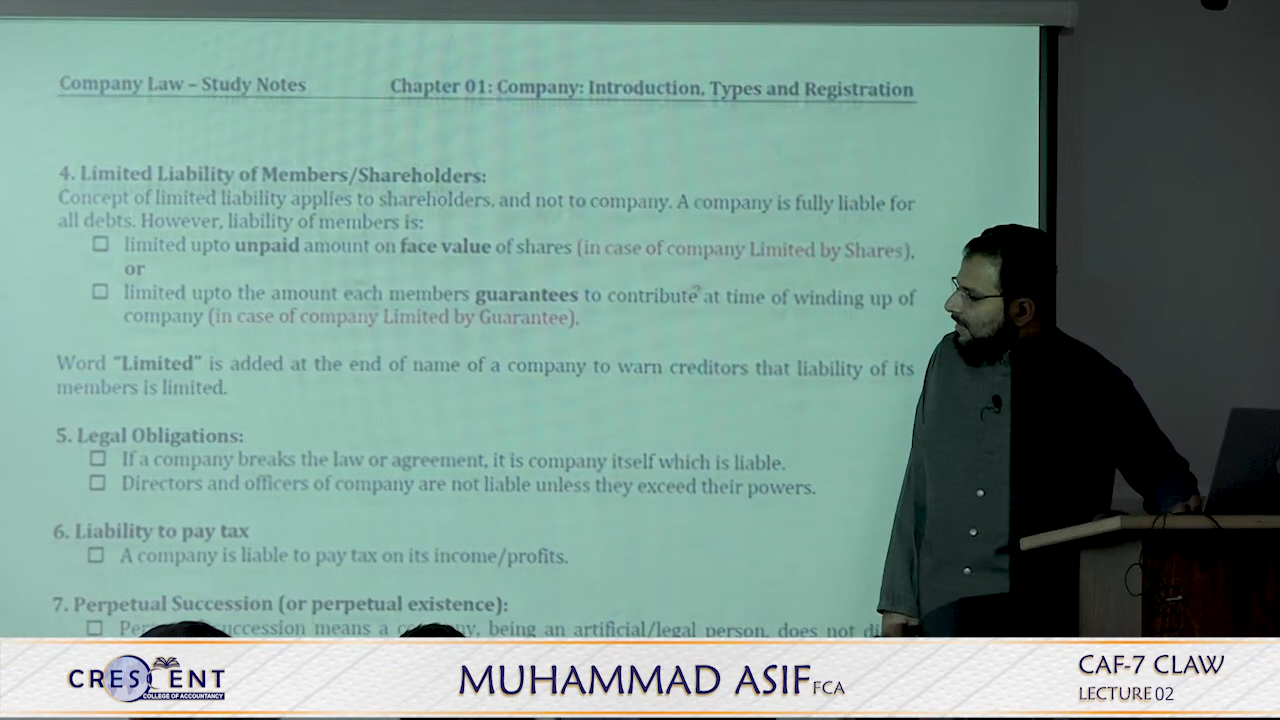 Company Law – Study Notes Chapter 01: Company: Introduction, Types and Registration
4. Limited Liability of Members/Shareholders:
Concept of limited liability applies to shareholders, and not to company. A company is fully liable for
all debts. However, liability of members is:
limited upto unpaid amount on face value of shares (in case of company Limited by Shares),
or
limited upto the amount each members guarantees to contribute at time of winding up of
company (in case of company Limited by Guarantee).
Word “Limited” is added at the end of name of a company to warn creditors that liability of its
members is limited.
5. Legal Obligations:
If a company breaks the law or agreement, it is company itself which is liable.
Directors and officers of company are not liable unless they exceed their powers.
6. Liability to pay tax
A company is liable to pay tax on its income/profits.
7. Perpetual Succession (or perpetual existence):
means a being an artificial/legal person, does not
CRESCENT
COLLEGE OF ACCOUNTANCY
MUHAMMAD ASIF FCA
CAF-7 CLAW
LECTURE 02